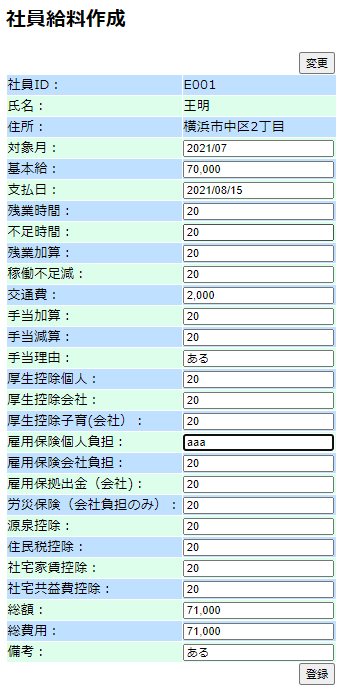 社員給料作成
変更
社員ID： E001
氏名： 王明
住所： 横浜市中区2丁目
対象月： 2021/07
基本給： 70,000
支払日： 2021/08/15
残業時間： 20
不足時間： 20
残業加算： 20
稼働不足減： 20
交通費： 2,000
手当加算： 20
手当減算： 20
手当理由： ある
厚生控除個人： 20
厚生控除会社： 20
厚生控除子育(会社）： 20
雇用保険個人負担： aaa
雇用保険会社負担： 20
雇用保拠出金（会社)： 20
労災保険（会社負担のみ）： 20
源泉控除： 20
住民税控除： 20
社宅家賃控除： 20
社宅共益費控除： 20
総額： 71,000
総費用： 71,000
備考： ある
登録